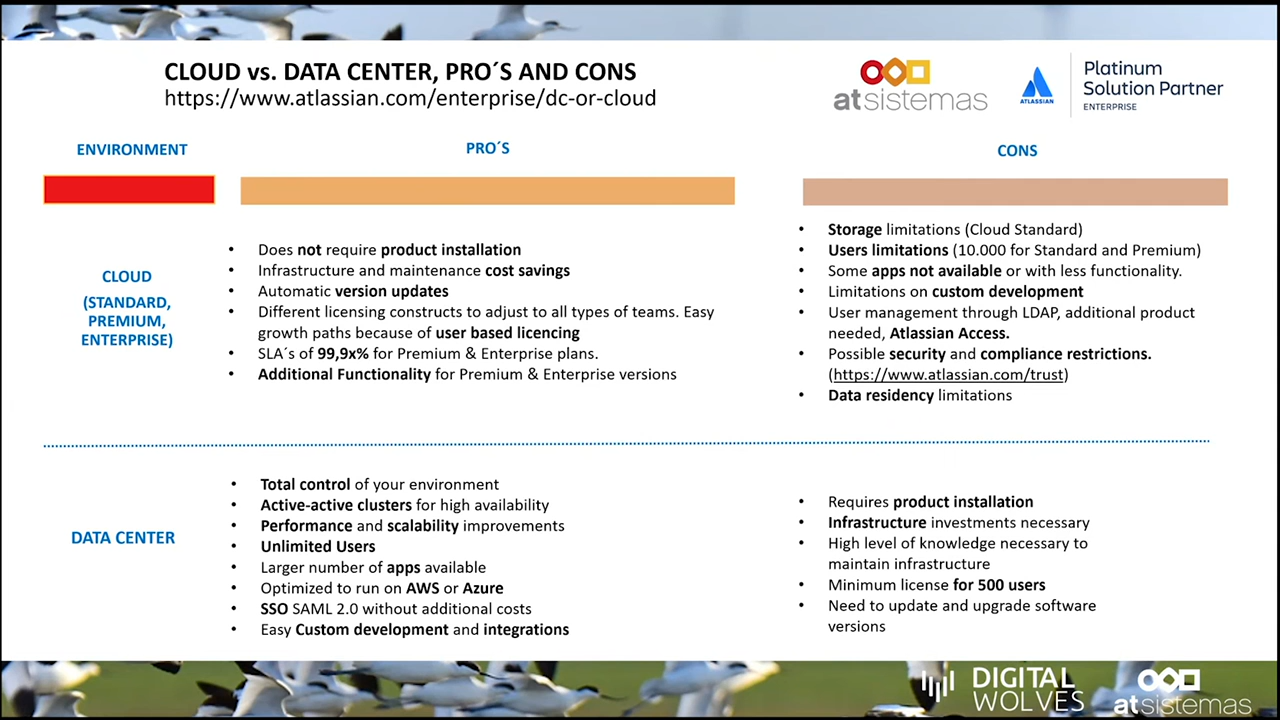 CLOUD vs. DATA CENTER, PRO´S AND CONS
https://www.atlassian.com/enterprise/dc-or-cloud
atsistemas
ATLASSIAN
Platinum
Solution Partner
ENTERPRISE
ENVIRONMENT
PRO´S
CONS
CLOUD
(STANDARD,
PREMIUM,
ENTERPRISE)
• Does not require product installation
• Infrastructure and maintenance cost savings
• Automatic version updates
• Different licensing constructs to adjust to all types of teams. Easy
growth paths because of user based licencing
• SLA´s of 99,9x% for Premium & Enterprise plans.
• Additional Functionality for Premium & Enterprise versions
• Storage limitations (Cloud Standard)
• Users limitations (10.000 for Standard and Premium)
• Some apps not available or with less functionality.
• Limitations on custom development
• User management through LDAP, additional product
needed, Atlassian Access.
• Possible security and compliance restrictions.
(https://www.atlassian.com/trust)
• Data residency limitations
DATA CENTER
• Total control of your environment
• Active-active clusters for high availability
• Performance and scalability improvements
• Unlimited Users
• Larger number of apps available
• Optimized to run on AWS or Azure
• SSO SAML 2.0 without additional costs
• Easy Custom development and integrations
• Requires product installation
• Infrastructure investments necessary
• High level of knowledge necessary to
maintain infrastructure
• Minimum license for 500 users
• Need to update and upgrade software
versions
DIGITAL
WOLVES
atsistemas